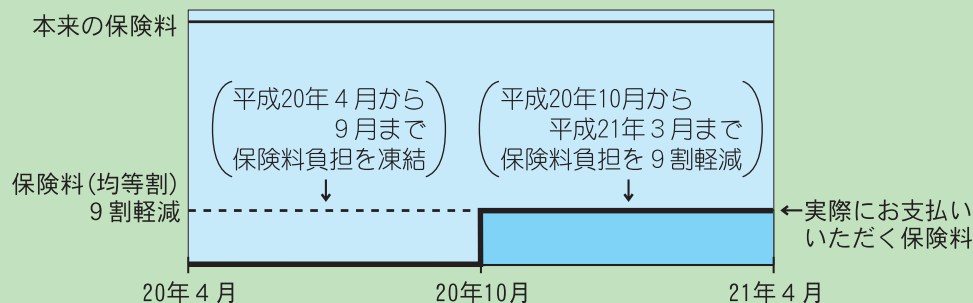 本来の保険料
平成20年4月から
9月まで
保険料負担を凍結
平成20年10月から
平成21年3月まで
保険料負担を9割軽減
保険料(均等割)
9割軽減
←実際にお支払い
いただく保険料
20年4月
20年10月
21年4月